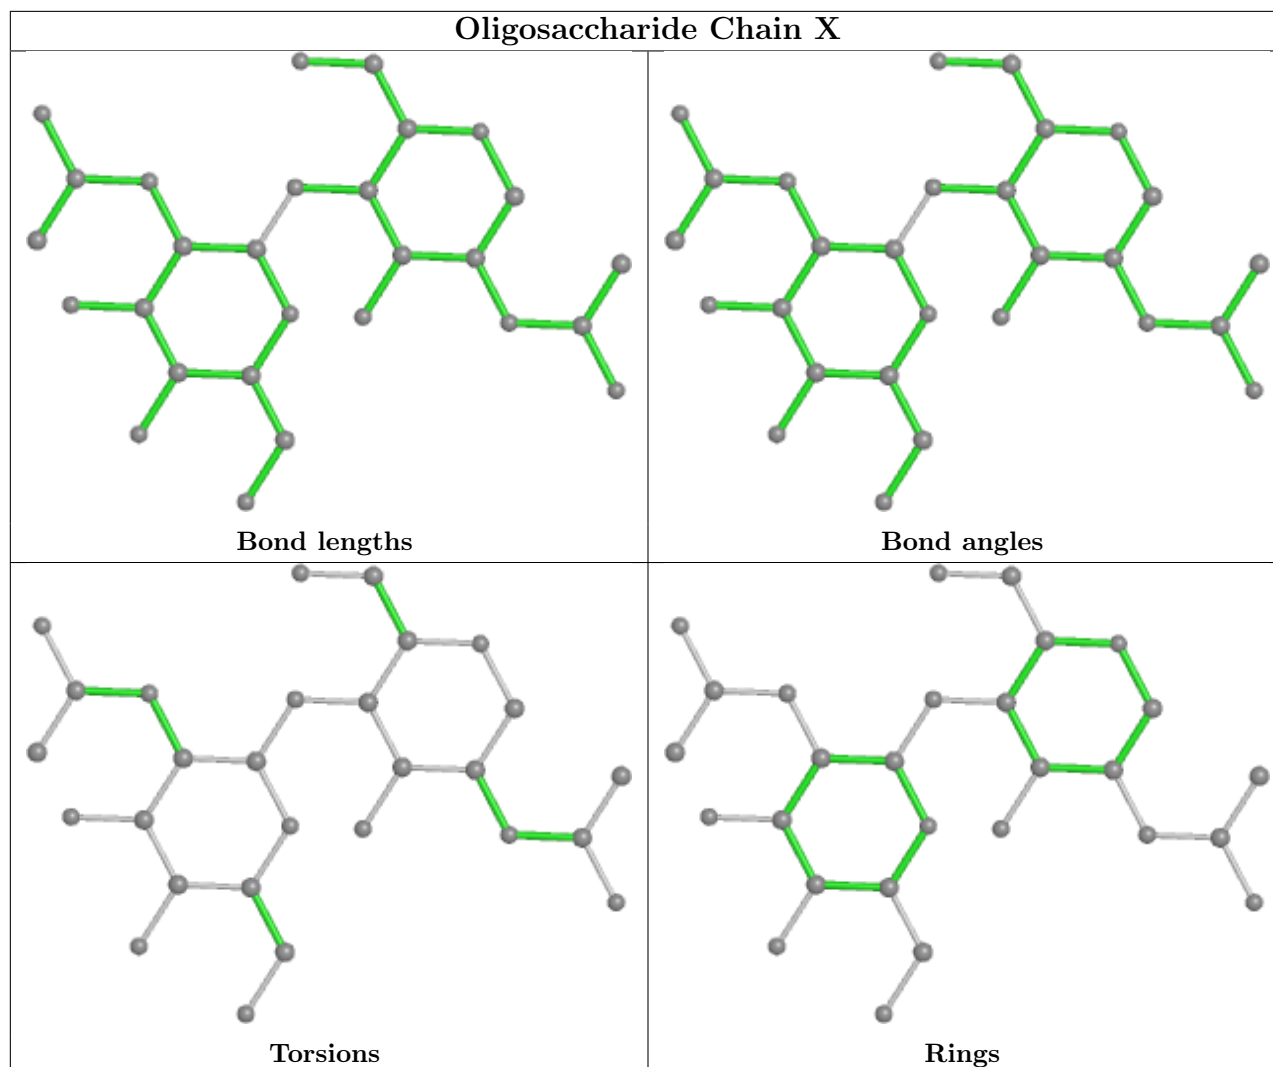 Oligosaccharide Chain X
Bond lengths
Bond angles
Torsions
Rings